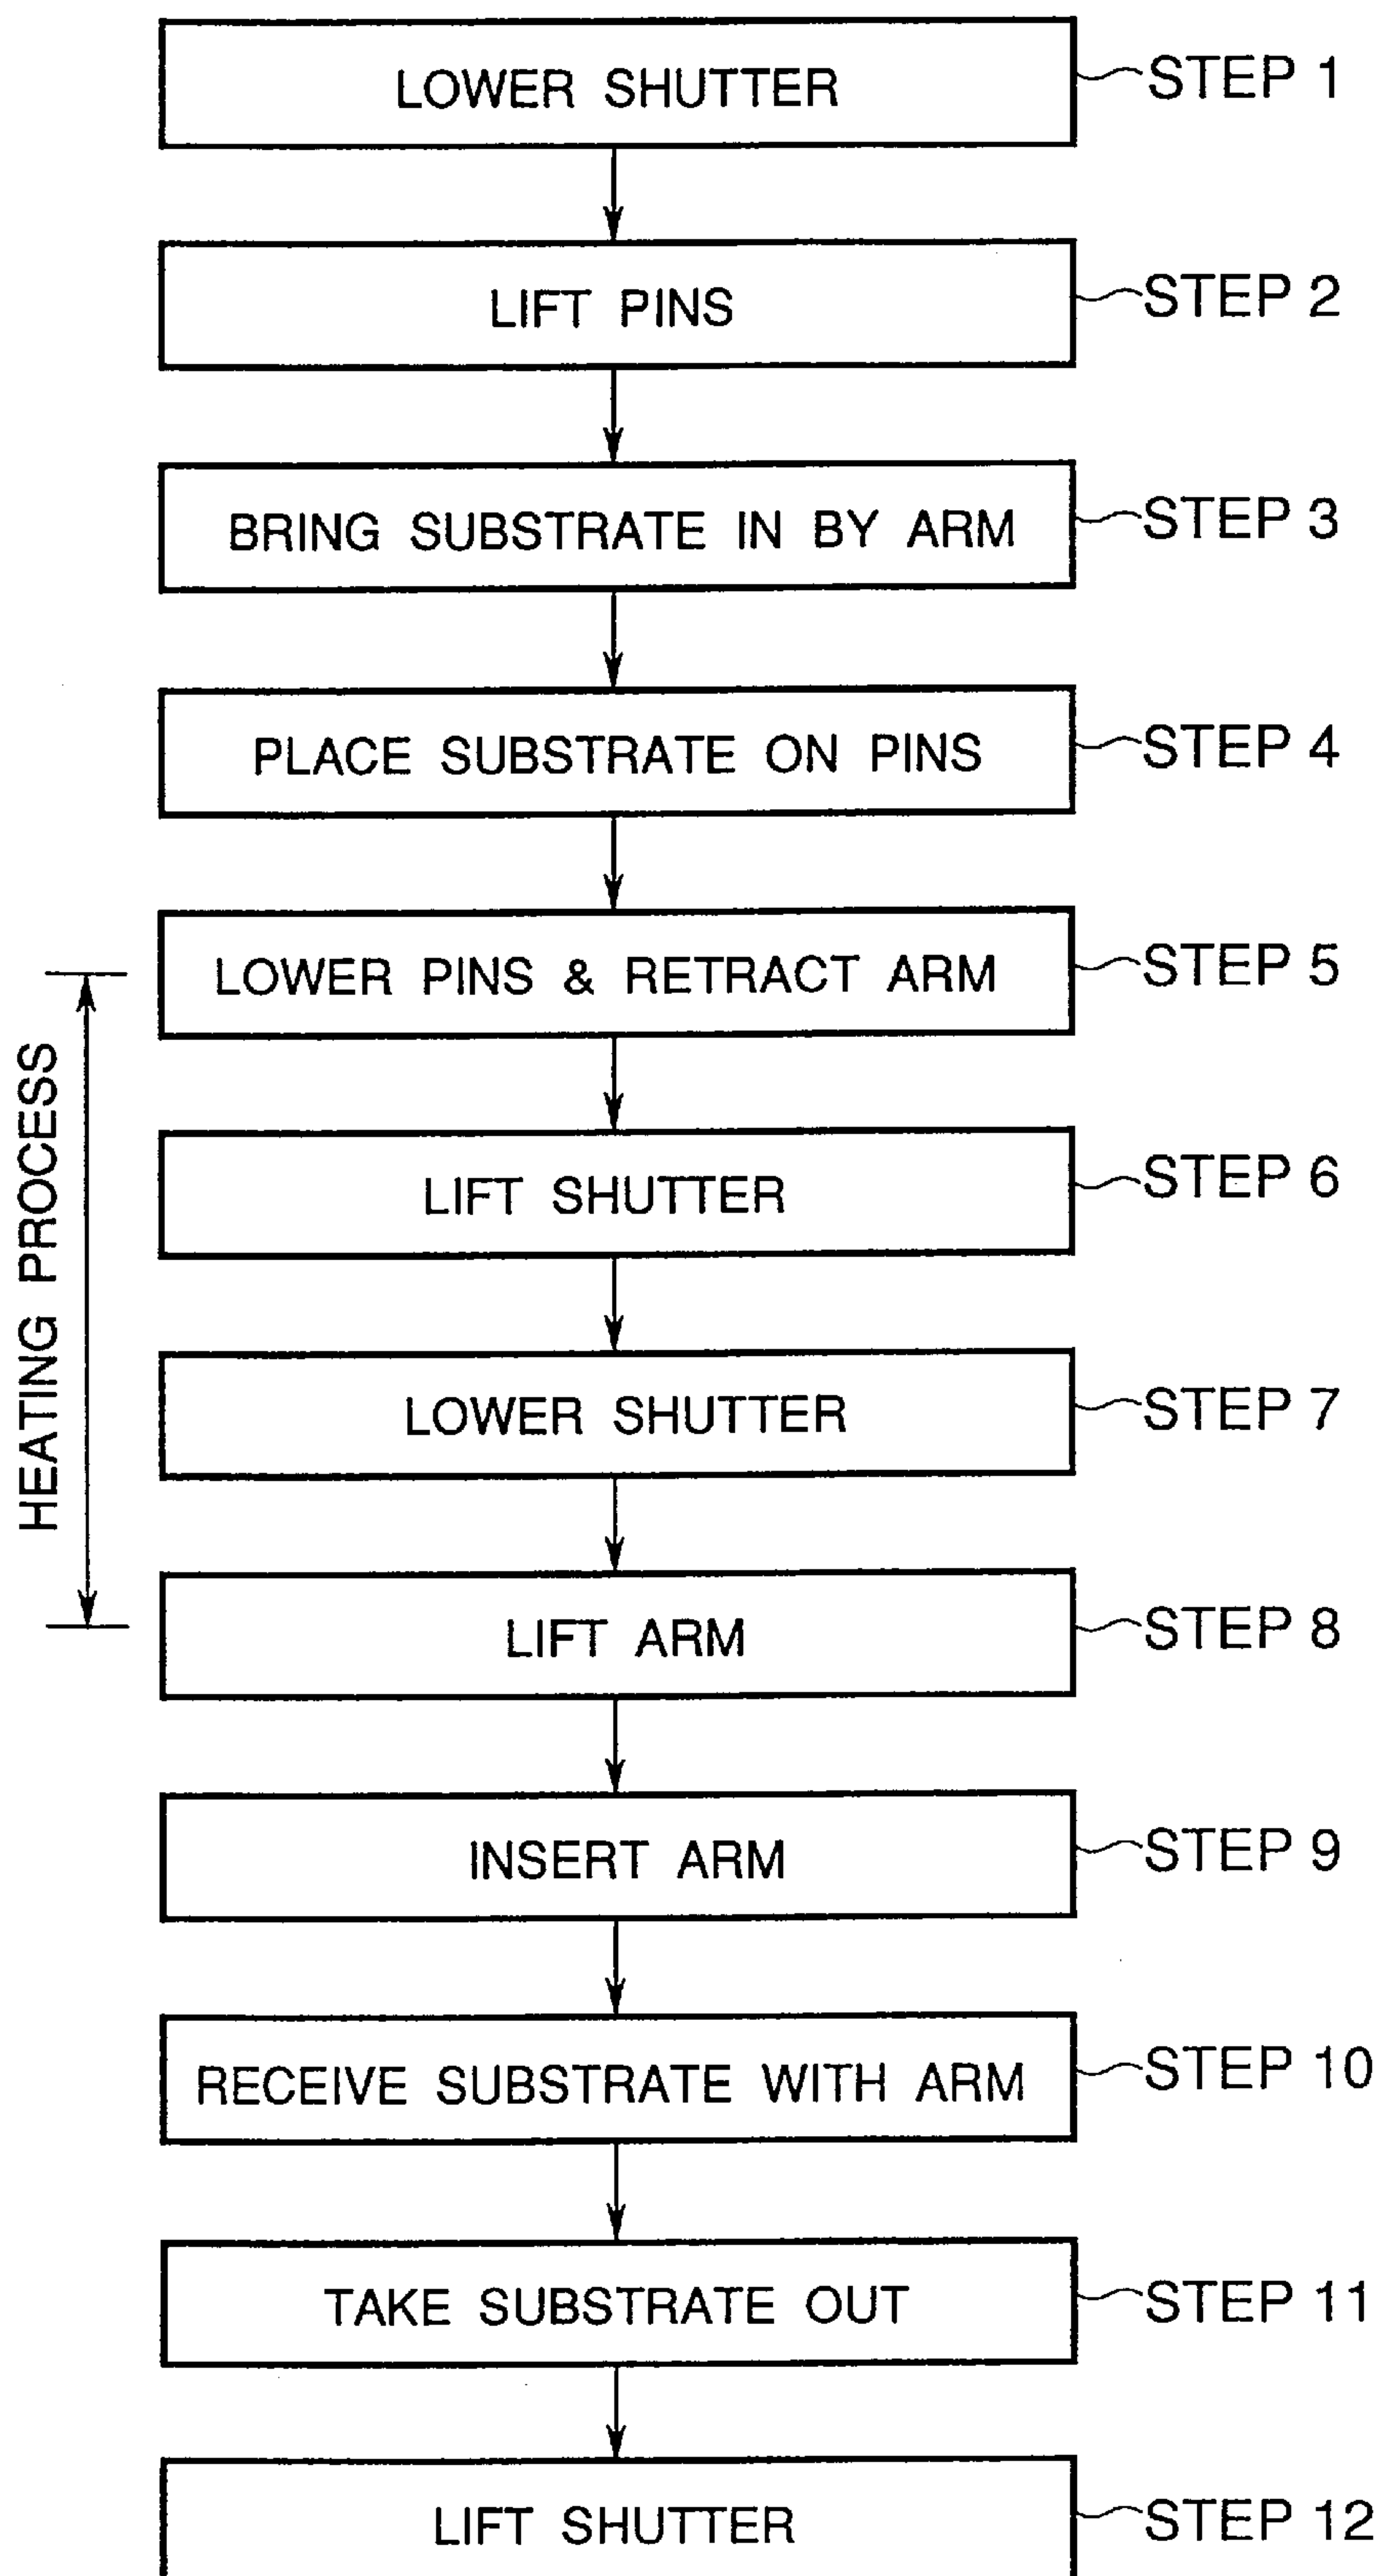 LOWER SHUTTER STEP 1
LIFT PINS STEP 2
BRING SUBSTRATE IN BY ARM STEP 3
PLACE SUBSTRATE ON PINS STEP 4
LOWER PINS & RETRACT ARM STEP 5
HEATING PROCESS
LIFT SHUTTER STEP 6
LOWER SHUTTER STEP 7
LIFT ARM STEP 8
INSERT ARM STEP 9
RECEIVE SUBSTRATE WITH ARM STEP 10
TAKE SUBSTRATE OUT STEP 11
LIFT SHUTTER STEP 12